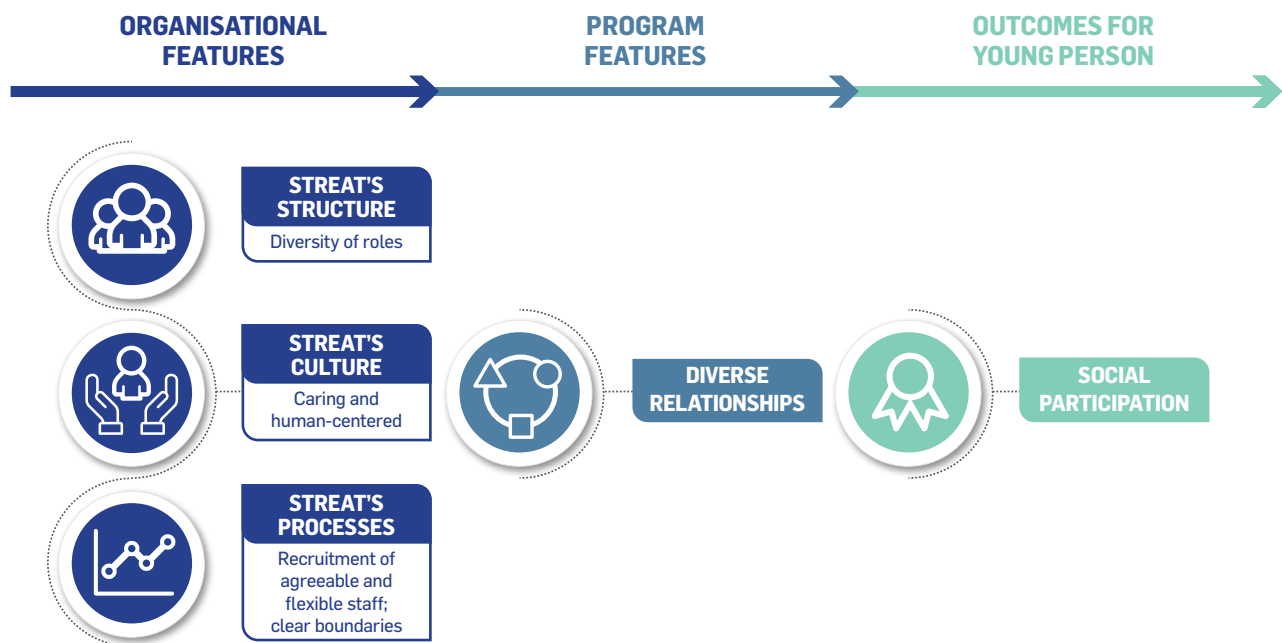 ORGANISATIONAL
FEATURES
PROGRAM
FEATURES
OUTCOMES FOR
YOUNG PERSON
STREAT'S
STRUCTURE
Diversity of roles
STREAT'S
CULTURE
Caring and
human-centered
DIVERSE
RELATIONSHIPS
SOCIAL
PARTICIPATION
STREAT'S
PROCESSES
Recruitment of
agreeable and
flexible staff;
clear boundaries